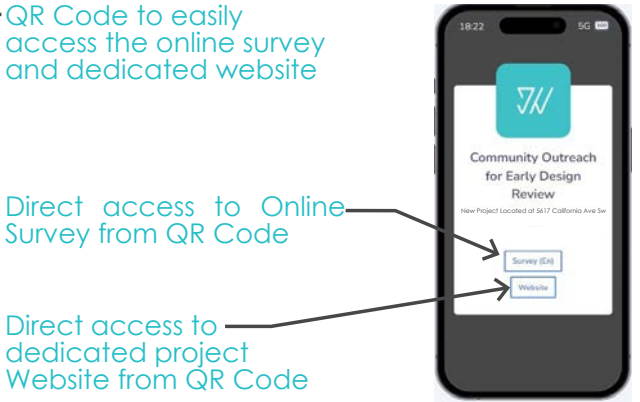 QR Code to easily
access the online survey
and dedicated website
Direct access to Online
Survey from QR Code
Direct access to
dedicated project
Website from QR Code
18:22
5G
JW
Community Outreach
for Early Design
Review
New Project Located at 5617 California Ave Sw
Survey (En)
Website